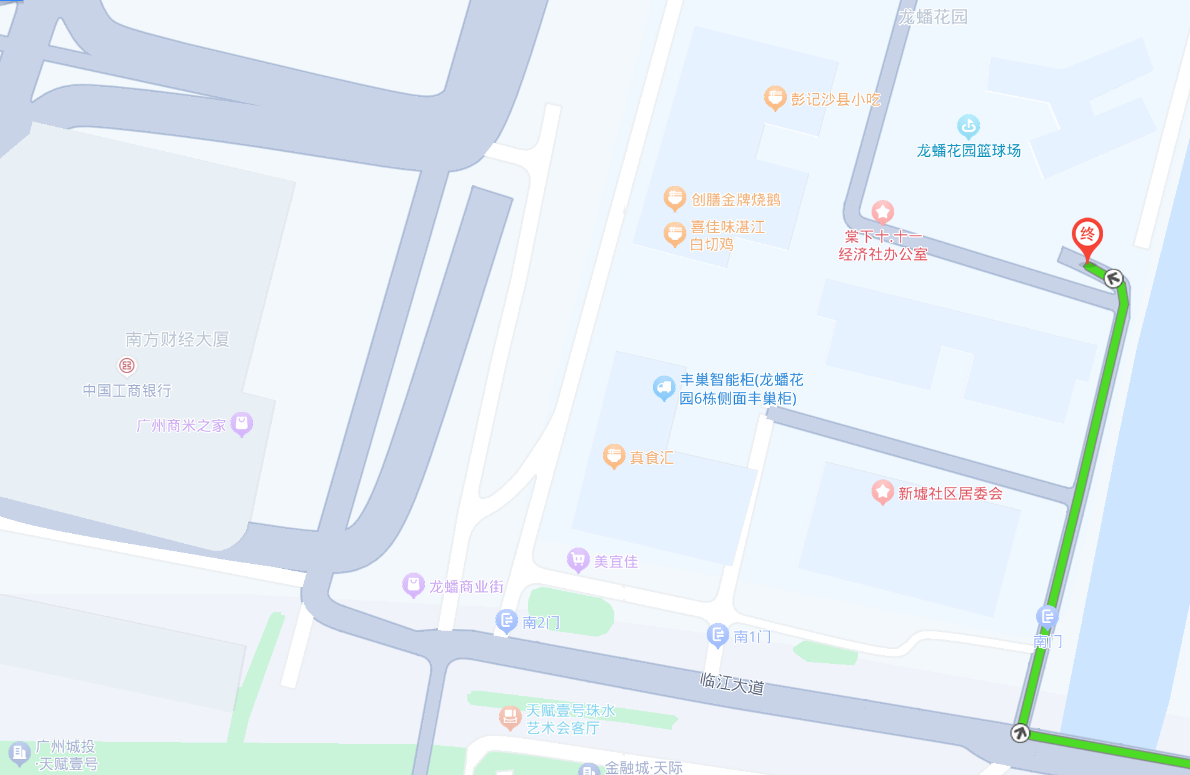 龙蟠花园
彭记沙县小吃
龙蟠花园篮球场
创膳金牌烧鹅
喜佳味湛江
白切鸡
棠下十.十一
经济社办公室
终
南方财经大厦
中国工商银行
广州商米之家
丰巢智能柜(龙蟠花
园6栋侧面丰巢柜)
真食汇
新墟社区居委会
美宜佳
龙蟠商业街
南2门
南1门
南门
临江大道
天赋壹号珠水
艺术会客厅
广州城投
·天赋壹号
金融城·天际